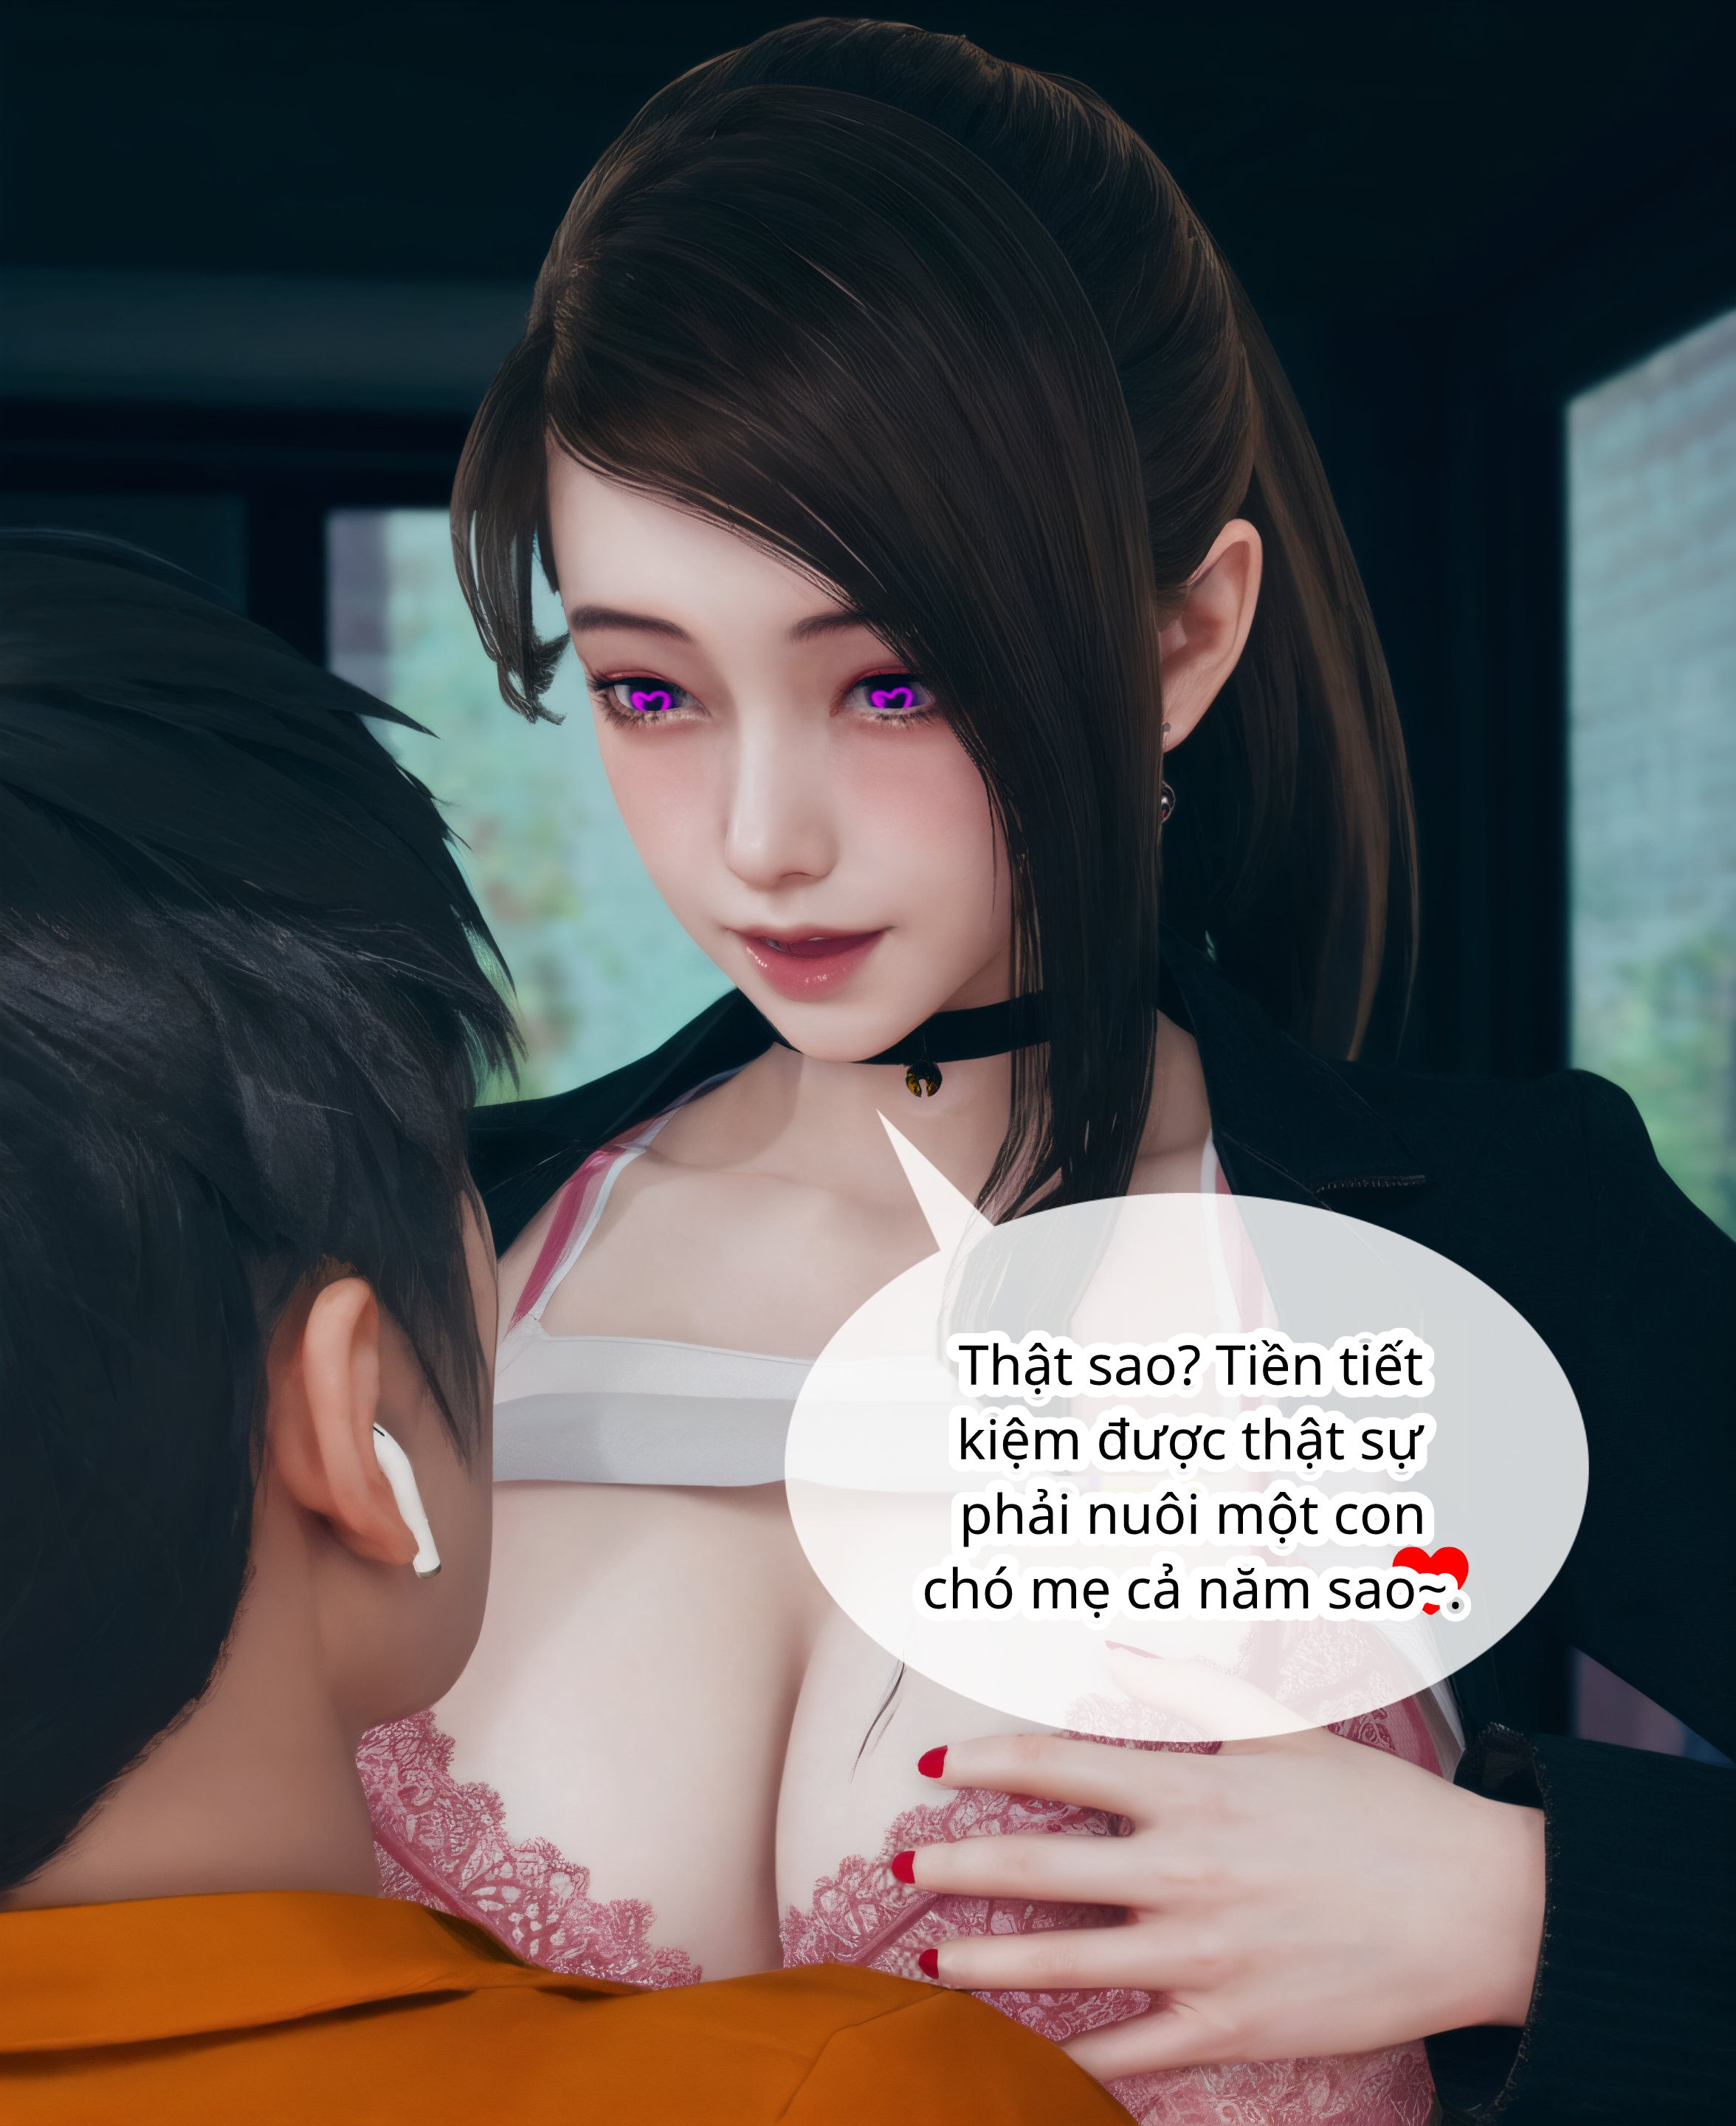 Thật sao? Tiền tiết
kiệm được thật sự
phải nuôi một con
chó mẹ cả năm sao~.